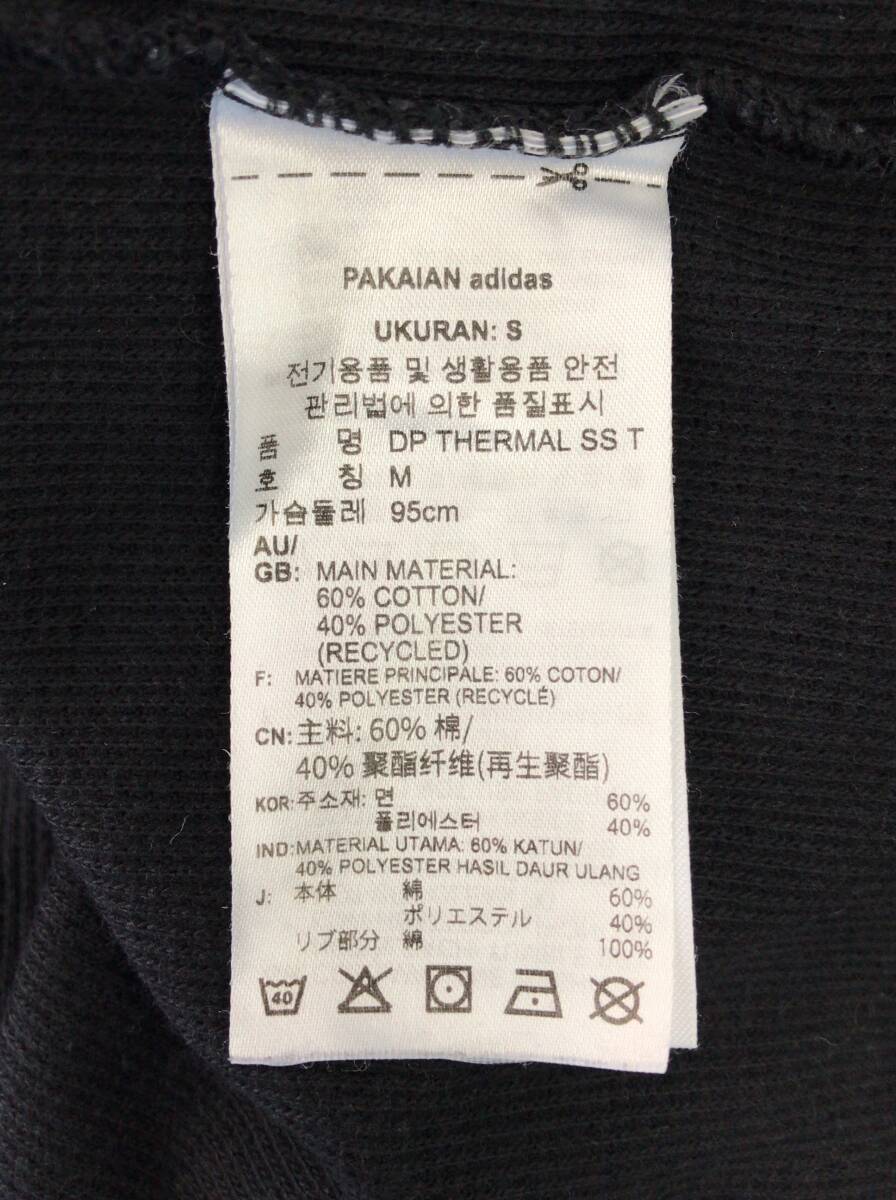 PAKAIAN adidas
UKURAN: S
전기용품 및 생활용품 안전
관리법에 의한 품질표시
품 명 DP THERMAL SS T
호 칭 M
가슴둘레 95cm
AU/
GB: MAIN MATERIAL:
60% COTTON/
40% POLYESTER
(RECYCLED)
F: MATIERE PRINCIPALE: 60% COTON/
40% POLYESTER (RECYCLÉ)
CN: 主料: 60% 棉/
40% 聚酯纤维(再生聚酯)
KOR: 주소재: 면 60%
폴리에스터 40%
IND: MATERIAL UTAMA: 60% KATUN/
40% POLYESTER HASIL DAUR ULANG
J: 本体 綿 60%
ポリエステル 40%
リブ部分 綿 100%
40